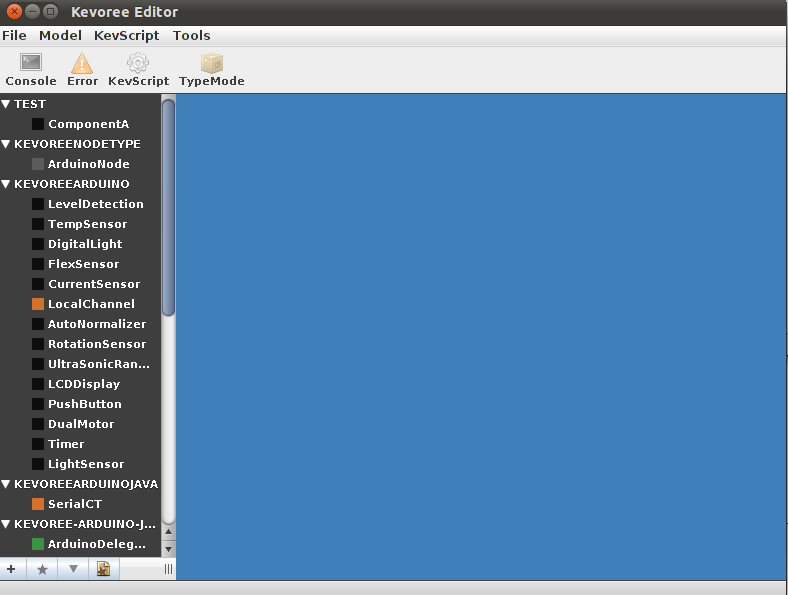 Kevoree Editor
File Model KevScript Tools
Console Error KevScript TypeMode
TEST
ComponentA
KEVOREENODETYPE
ArduinoNode
KEVOREEARDUINO
LevelDetection
TempSensor
DigitalLight
FlexSensor
CurrentSensor
LocalChannel
AutoNormalizer
RotationSensor
UltraSonicRan...
LCDDisplay
PushButton
DualMotor
Timer
LightSensor
KEVOREEARDUINOJAVA
SerialCT
KEVOREE-ARDUINO-J...
ArduinoDeleg...